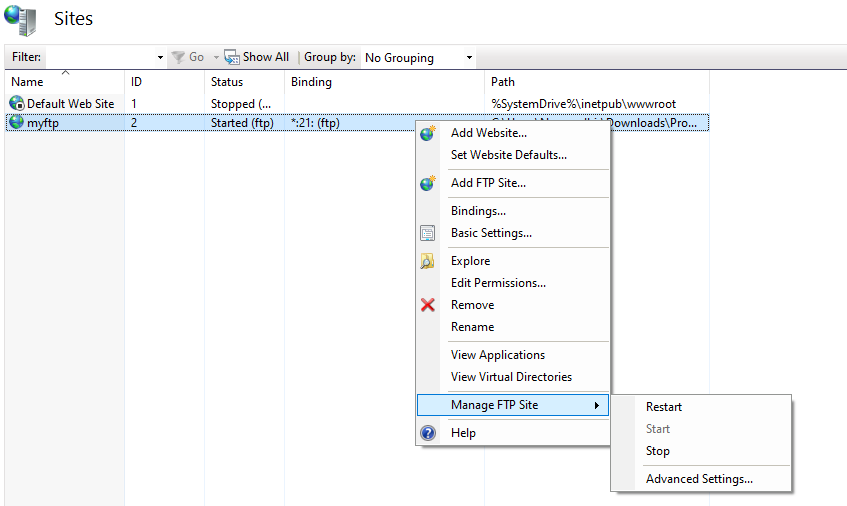 Sites
Filter: Go Show All Group by: No Grouping
Name ID Status Binding Path
Default Web Site 1 Stopped (... %SystemDrive%\inetpub\wwwroot
myftp 2 Started (ftp) *:21: (ftp) \Downloads\Pro...
Add Website...
Set Website Defaults...
Add FTP Site...
Bindings...
Basic Settings...
Explore
Edit Permissions...
Remove
Rename
View Applications
View Virtual Directories
Manage FTP Site
Help
Restart
Start
Stop
Advanced Settings...